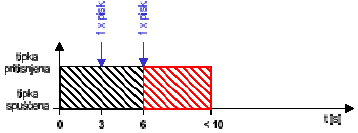 1 x pisk
1 x pisk
tipka
pritisnjena
tipka
spuščena
0
3
6
< 10
t [s]